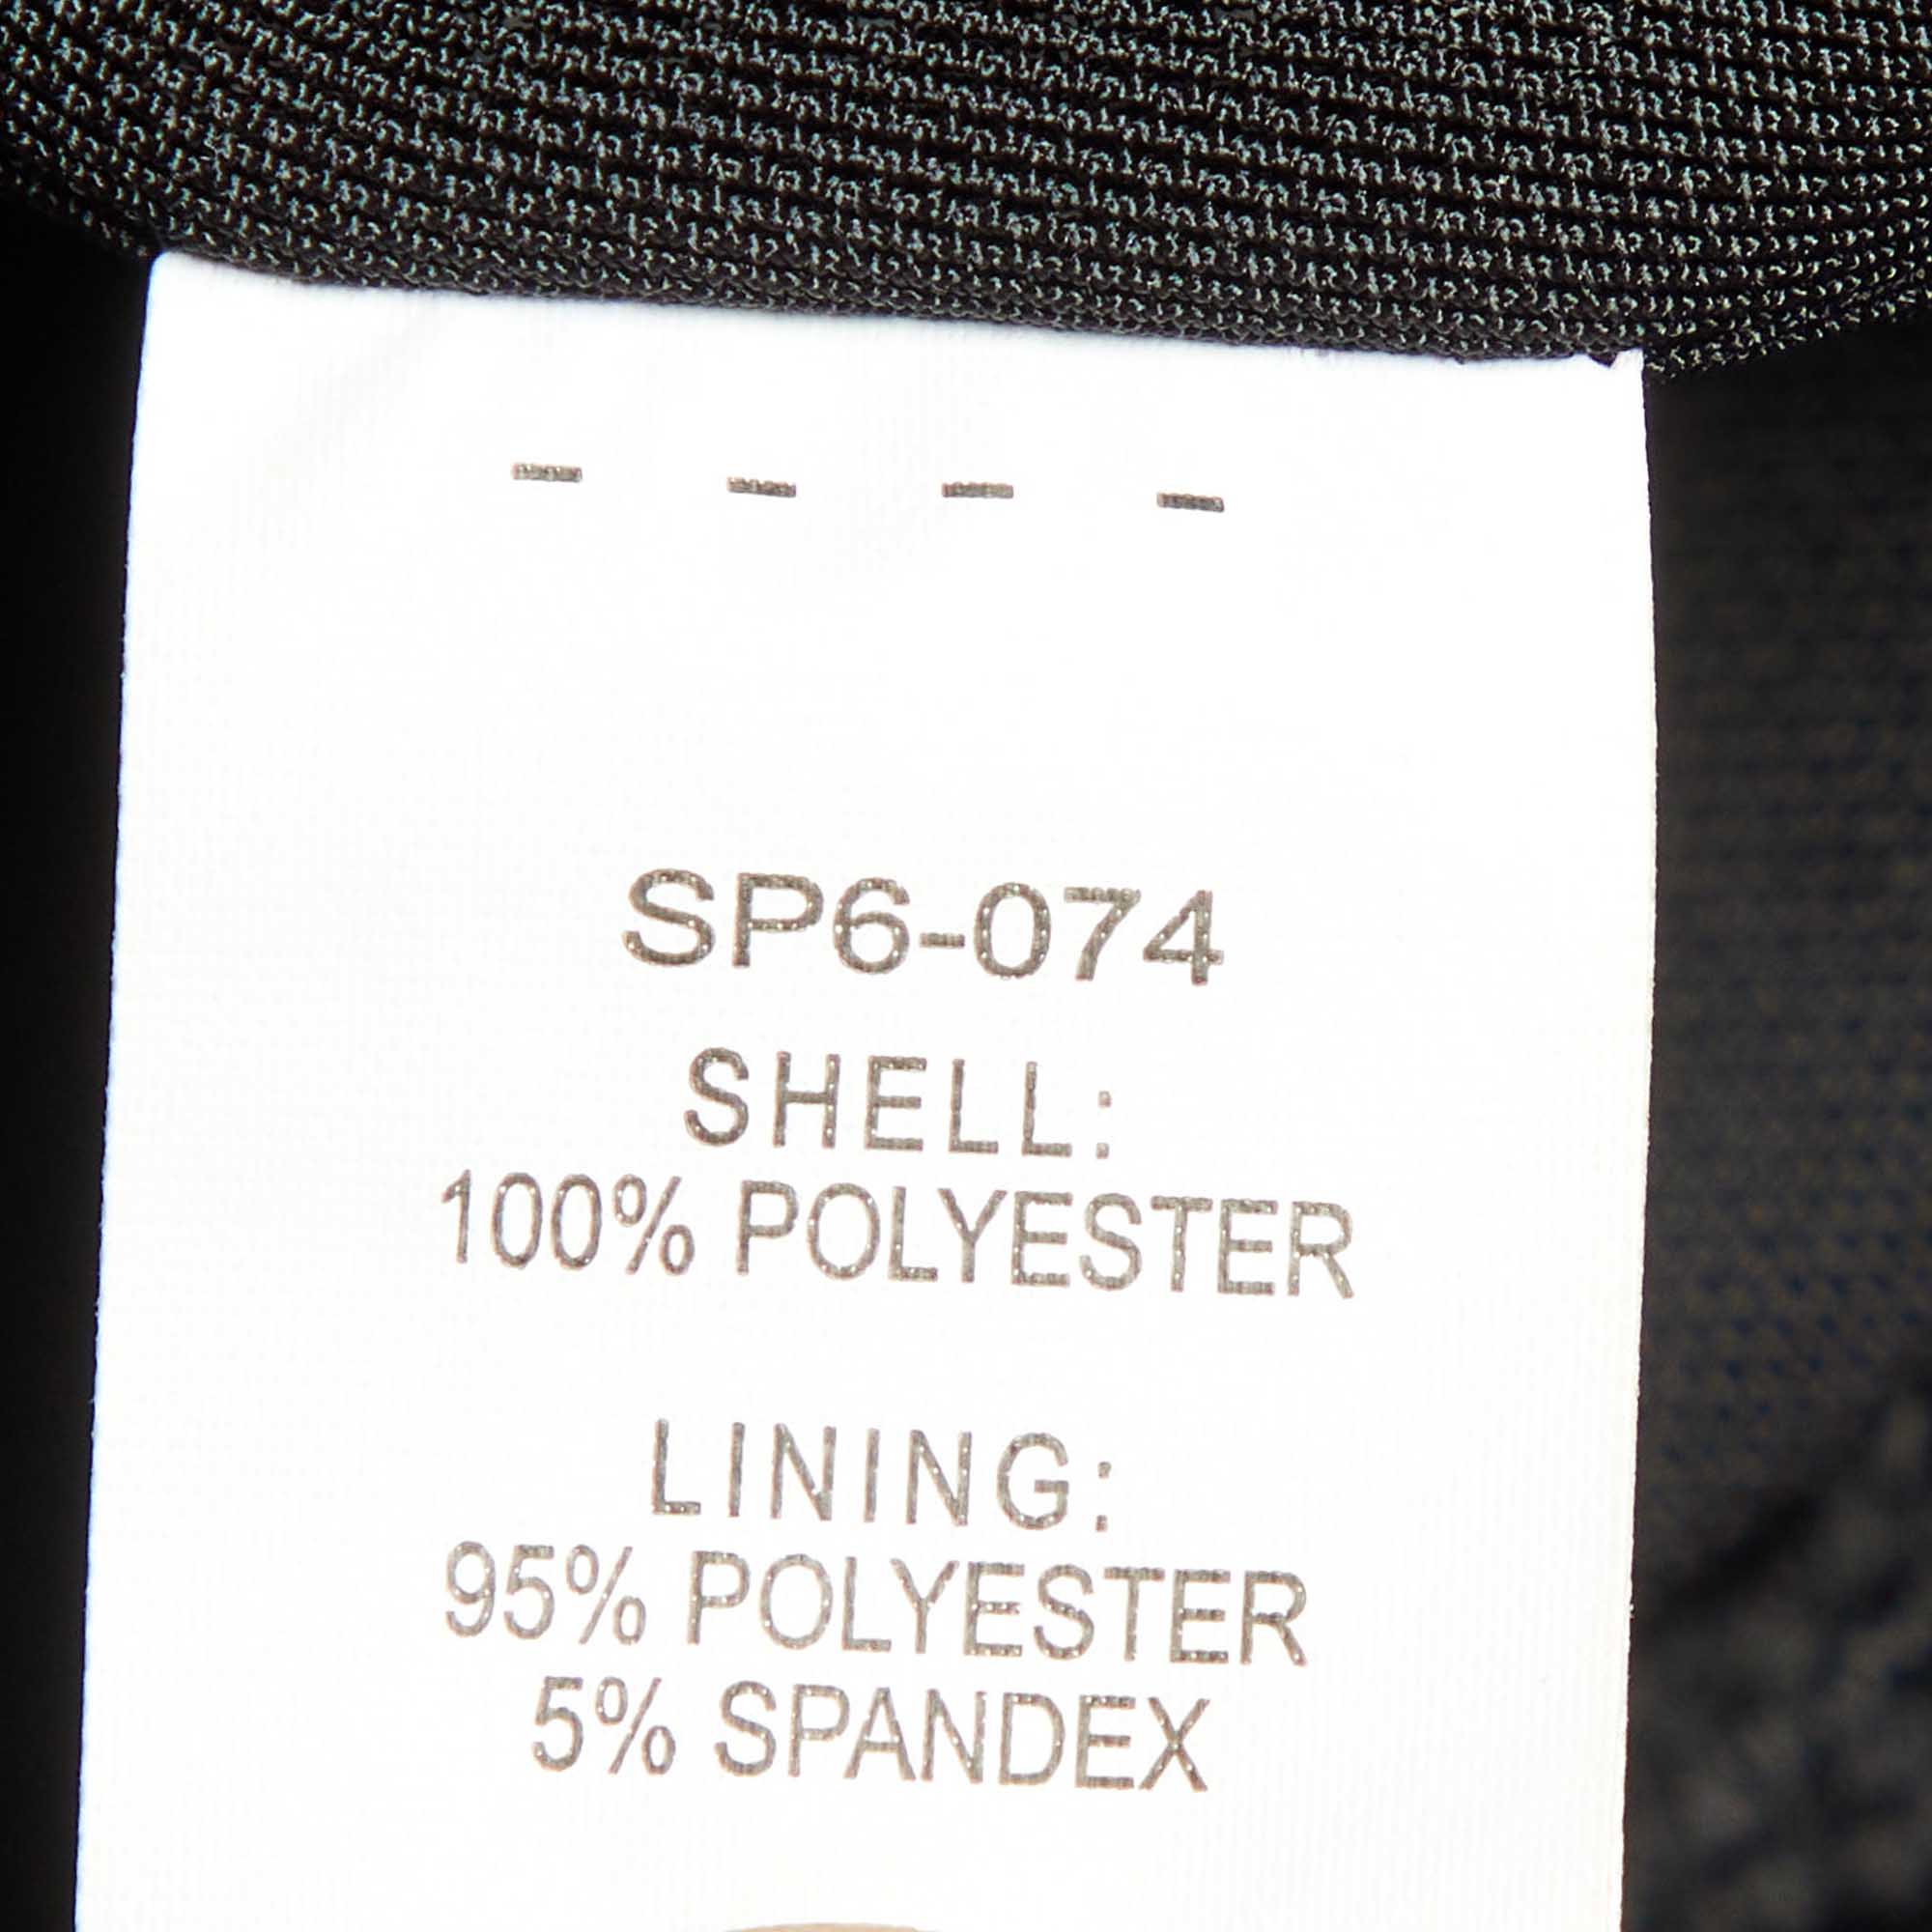 - - - -
SP6-074
SHELL:
100% POLYESTER
LINING:
95% POLYESTER
5% SPANDEX